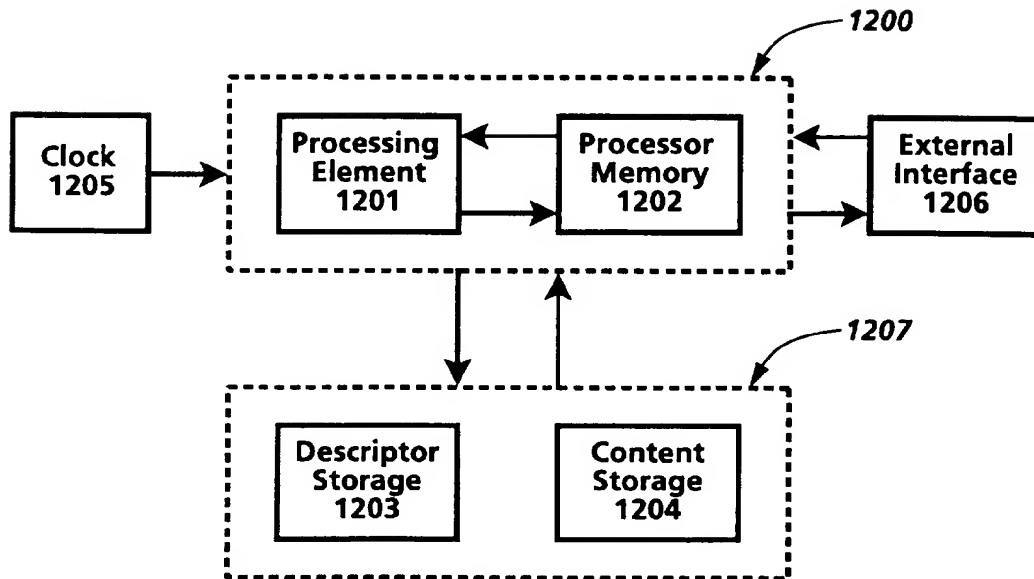 1200
Clock
1205
Processing
Element
1201
Processor
Memory
1202
External
Interface
1206
1207
Descriptor
Storage
1203
Content
Storage
1204